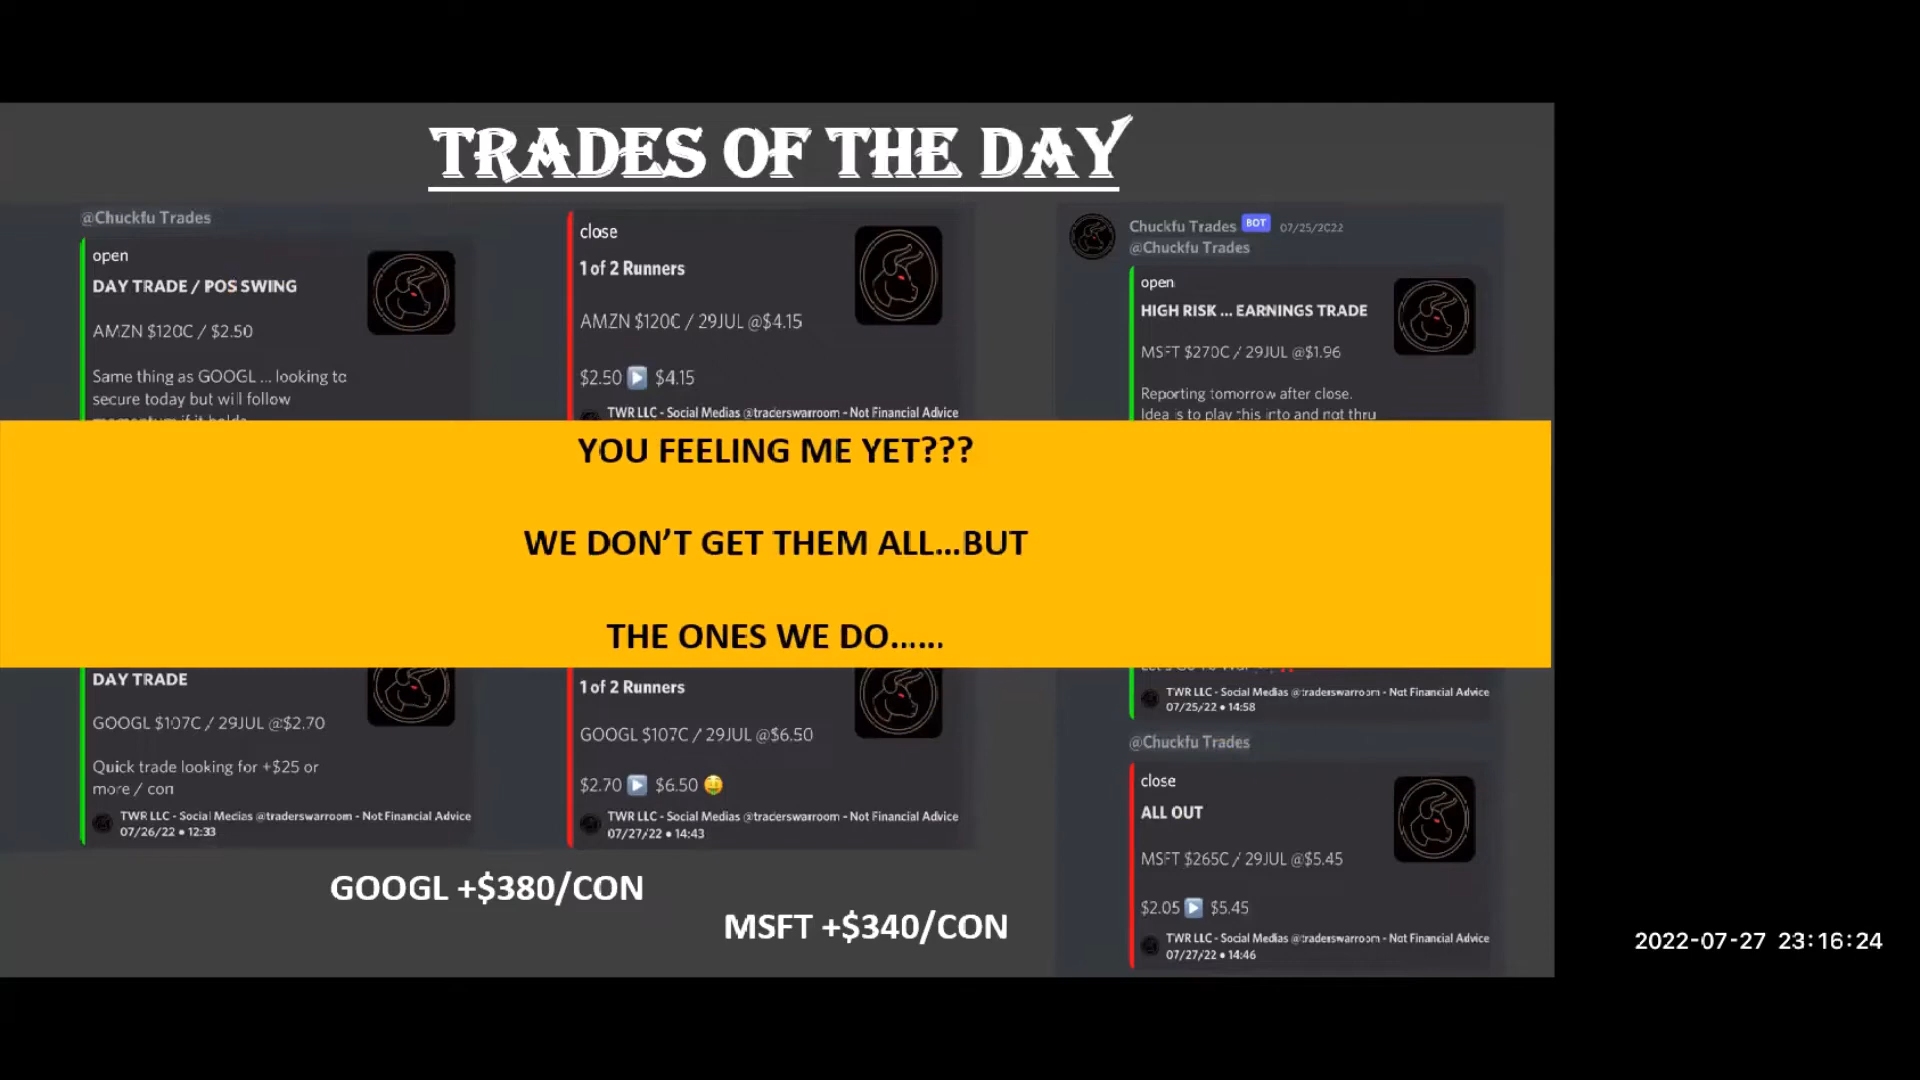 TRADES OF THE DAY
@Chuckfu Trades
open
DAY TRADE / POS SWING
AMZN $120C / $2.50
Same thing as GOOGL ... looking to
secure today but will follow
DAY TRADE
GOOGL $107C / 29JUL @$2.70
Quick trade looking for +$25 or
more / con
TWR LLC - Social Medias @traderswarroom - Not Financial Advice
07/26/22 • 12:33
close
1 of 2 Runners
AMZN $120C / 29JUL @$4.15
$2.50 ▶️ $4.15
TWR LLC - Social Medias @traderswarroom - Not Financial Advice
1 of 2 Runners
GOOGL $107C / 29JUL @$6.50
$2.70 ▶️ $6.50 🤑
TWR LLC - Social Medias @traderswarroom - Not Financial Advice
07/27/22 • 14:43
Chuckfu Trades BOT 07/25/2022
@Chuckfu Trades
open
HIGH RISK ... EARNINGS TRADE
MSFT $270C / 29JUL @$1.96
Reporting tomorrow after close.
Idea is to play this into and not thru
TWR LLC - Social Medias @traderswarroom - Not Financial Advice
07/25/22 • 14:58
@Chuckfu Trades
close
ALL OUT
MSFT $265C / 29JUL @$5.45
$2.05 ▶️ $5.45
TWR LLC - Social Medias @traderswarroom - Not Financial Advice
07/27/22 • 14:46
YOU FEELING ME YET???
WE DON’T GET THEM ALL...BUT
THE ONES WE DO......
GOOGL +$380/CON
MSFT +$340/CON
2022-07-27 23:16:24